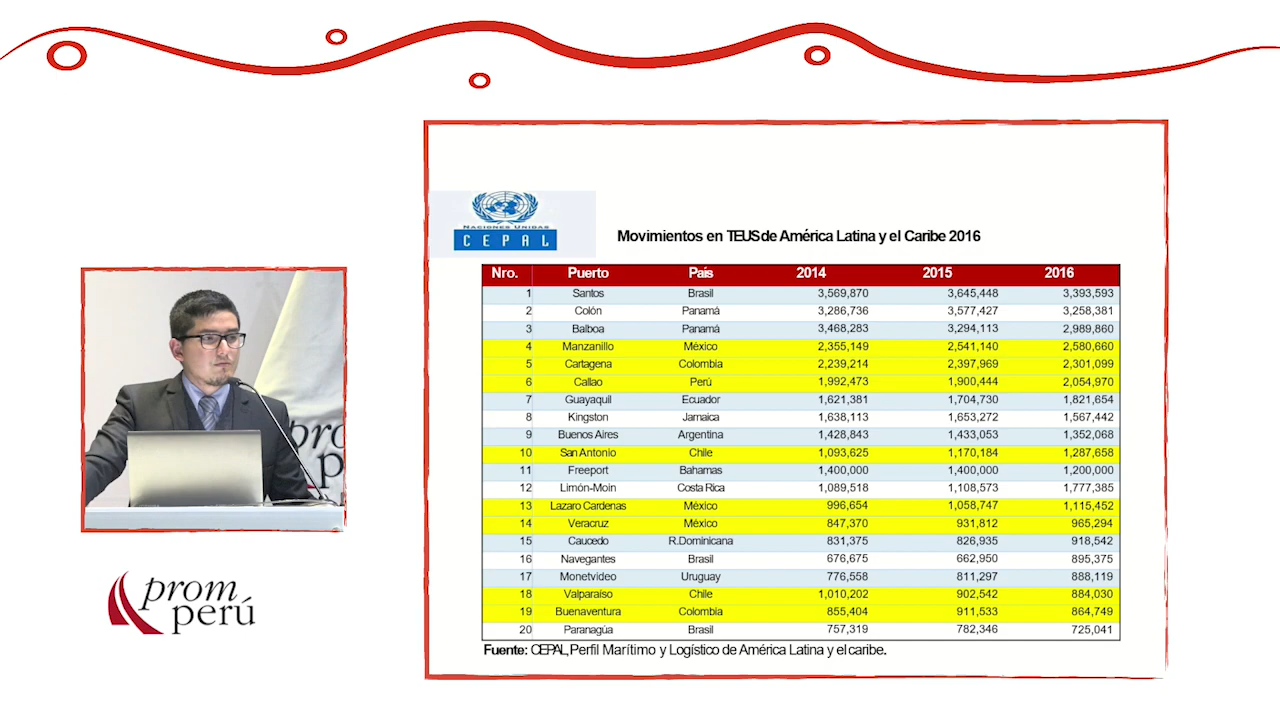 NACIONES UNIDAS
CEPAL
Movimientos en TEUS de América Latina y el Caribe 2016
Nro. Puerto País 2014 2015 2016
1 Santos Brasil 3,569,870 3,645,448 3,393,593
2 Colón Panamá 3,286,736 3,577,427 3,258,381
3 Balboa Panamá 3,468,283 3,294,113 2,989,860
4 Manzanillo México 2,355,149 2,541,140 2,580,660
5 Cartagena Colombia 2,239,214 2,397,969 2,301,099
6 Callao Perú 1,992,473 1,900,444 2,054,970
7 Guayaquil Ecuador 1,621,381 1,704,730 1,821,654
8 Kingston Jamaica 1,638,113 1,653,272 1,567,442
9 Buenos Aires Argentina 1,428,843 1,433,053 1,352,068
10 San Antonio Chile 1,093,625 1,170,184 1,287,658
11 Freeport Bahamas 1,400,000 1,400,000 1,200,000
12 Limón-Moin Costa Rica 1,089,518 1,108,573 1,777,385
13 Lazaro Cardenas México 996,654 1,058,747 1,115,452
14 Veracruz México 847,370 931,812 965,294
15 Caucedo R.Dominicana 831,375 826,935 918,542
16 Navegantes Brasil 676,675 662,950 895,375
17 Monetvideo Uruguay 776,558 811,297 888,119
18 Valparaíso Chile 1,010,202 902,542 884,030
19 Buenaventura Colombia 855,404 911,533 864,749
20 Paranagúa Brasil 757,319 782,346 725,041
Fuente: CEPAL, Perfil Marítimo y Logístico de América Latina y el caribe.
pro
p
prom
perú